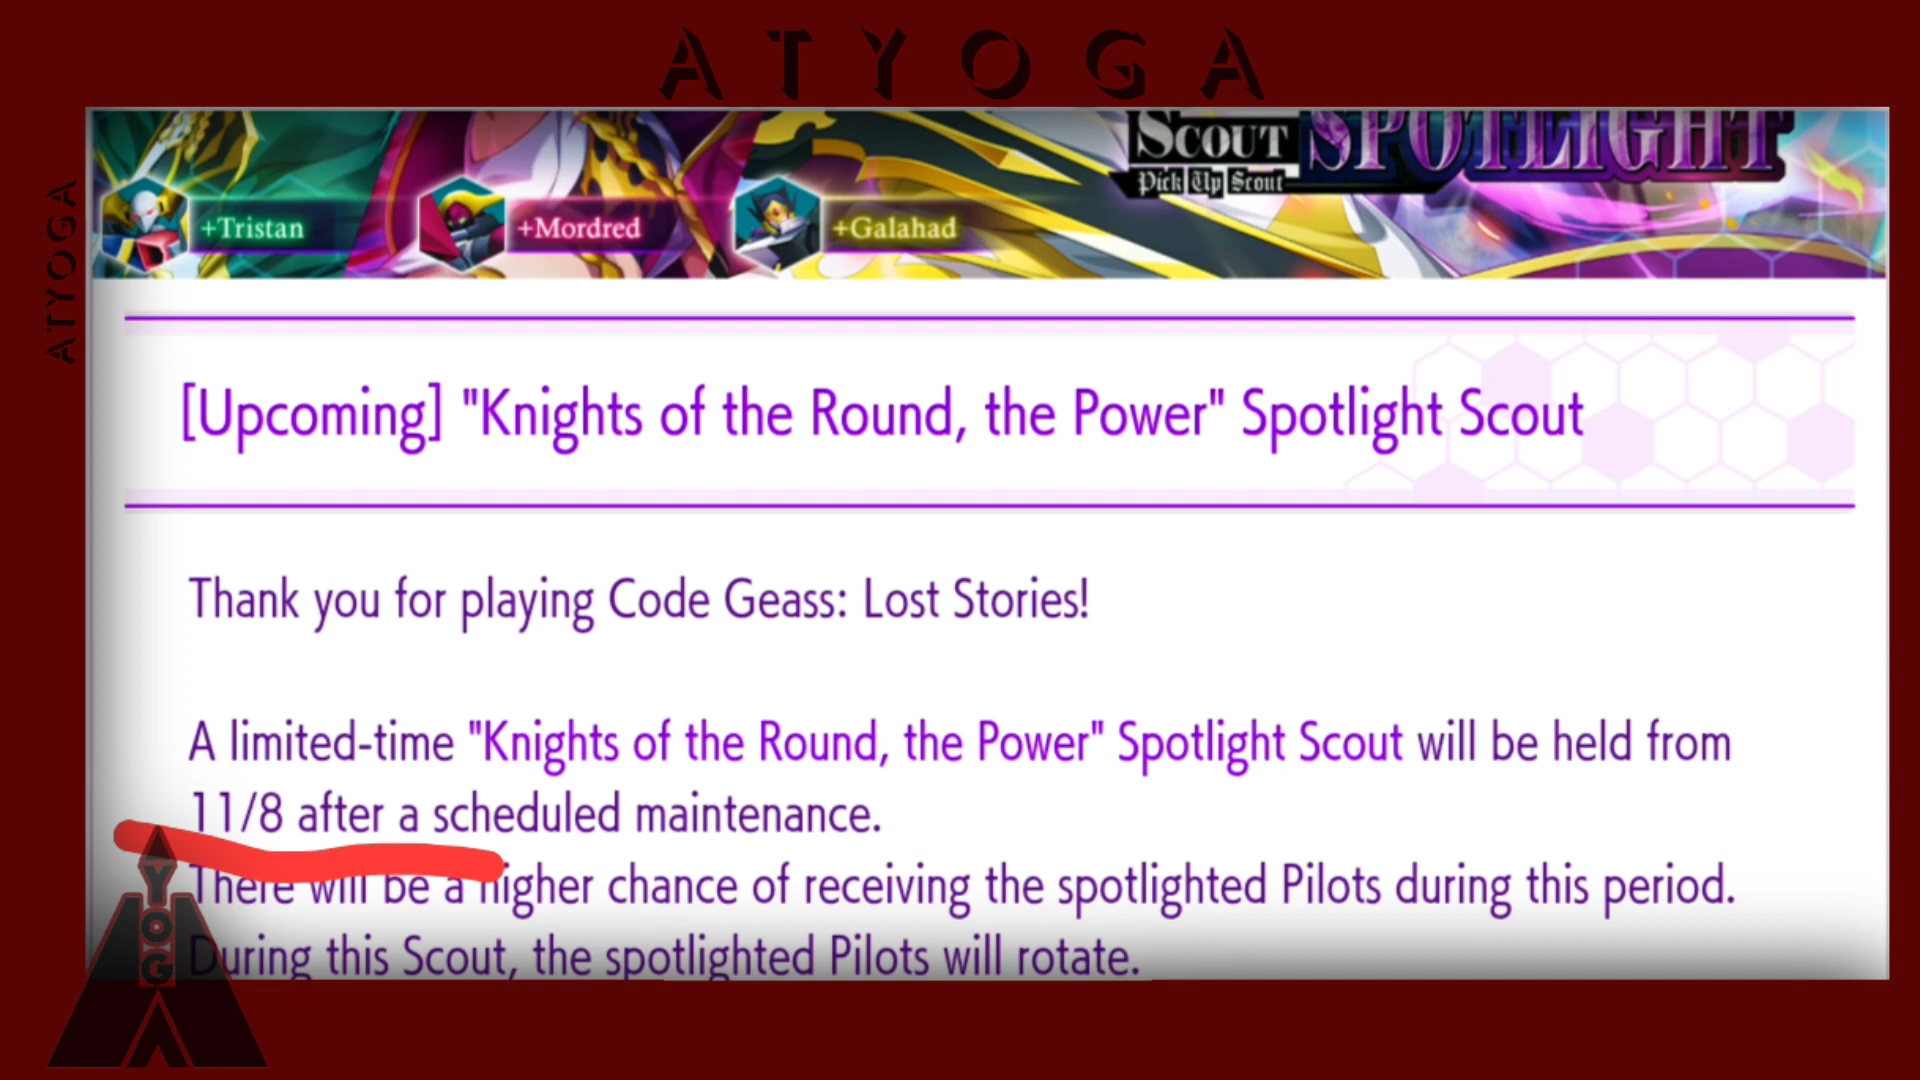 ATYOGA
SCOUT SPOTLIGHT
Pick Up Scout
+Tristan +Mordred +Galahad
ATYOGA
[Upcoming] "Knights of the Round, the Power" Spotlight Scout
Thank you for playing Code Geass: Lost Stories!
A limited-time "Knights of the Round, the Power" Spotlight Scout will be held from
11/8 after a scheduled maintenance.
There will be a higher chance of receiving the spotlighted Pilots during this period.
During this Scout, the spotlighted Pilots will rotate.
YOGA